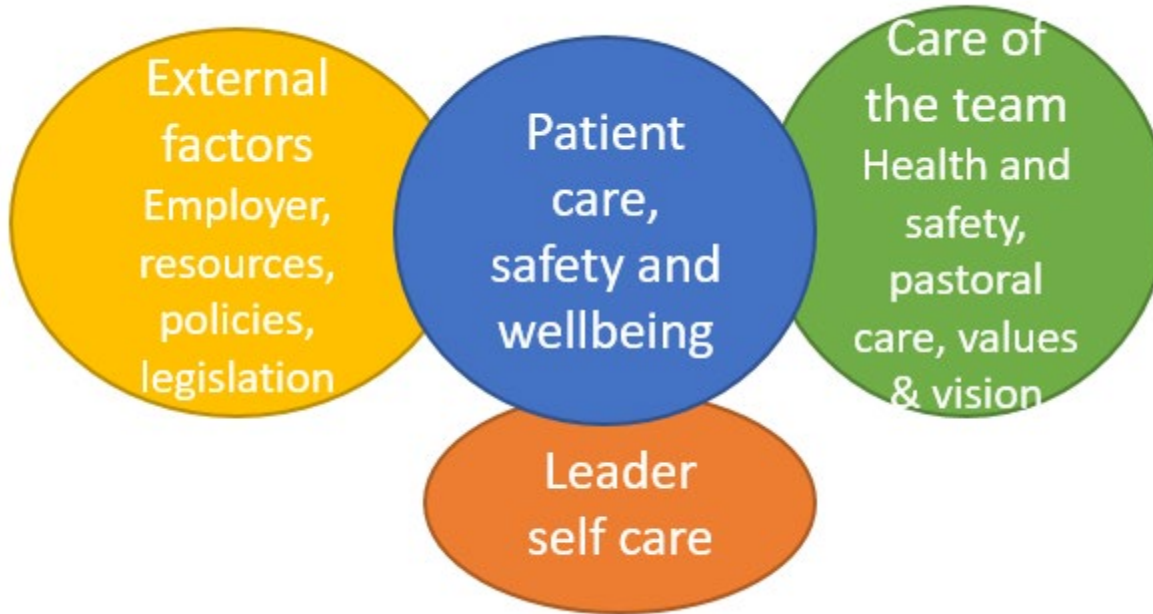 External
factors
Employer,
resources,
policies,
legislation
Patient
care,
safety and
wellbeing
Care of
the team
Health and
safety,
pastoral
care, values
& vision
Leader
self care